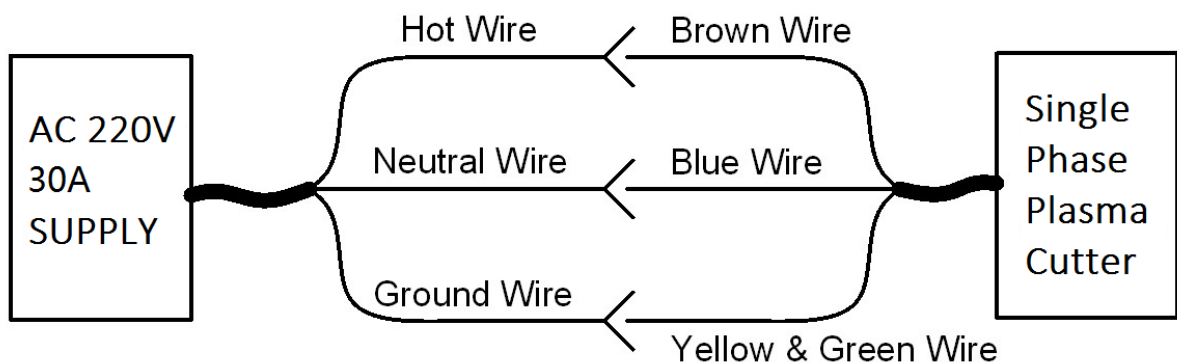 AC 220V
30A
SUPPLY
Hot Wire
Brown Wire
Neutral Wire
Blue Wire
Ground Wire
Yellow & Green Wire
Single
Phase
Plasma
Cutter